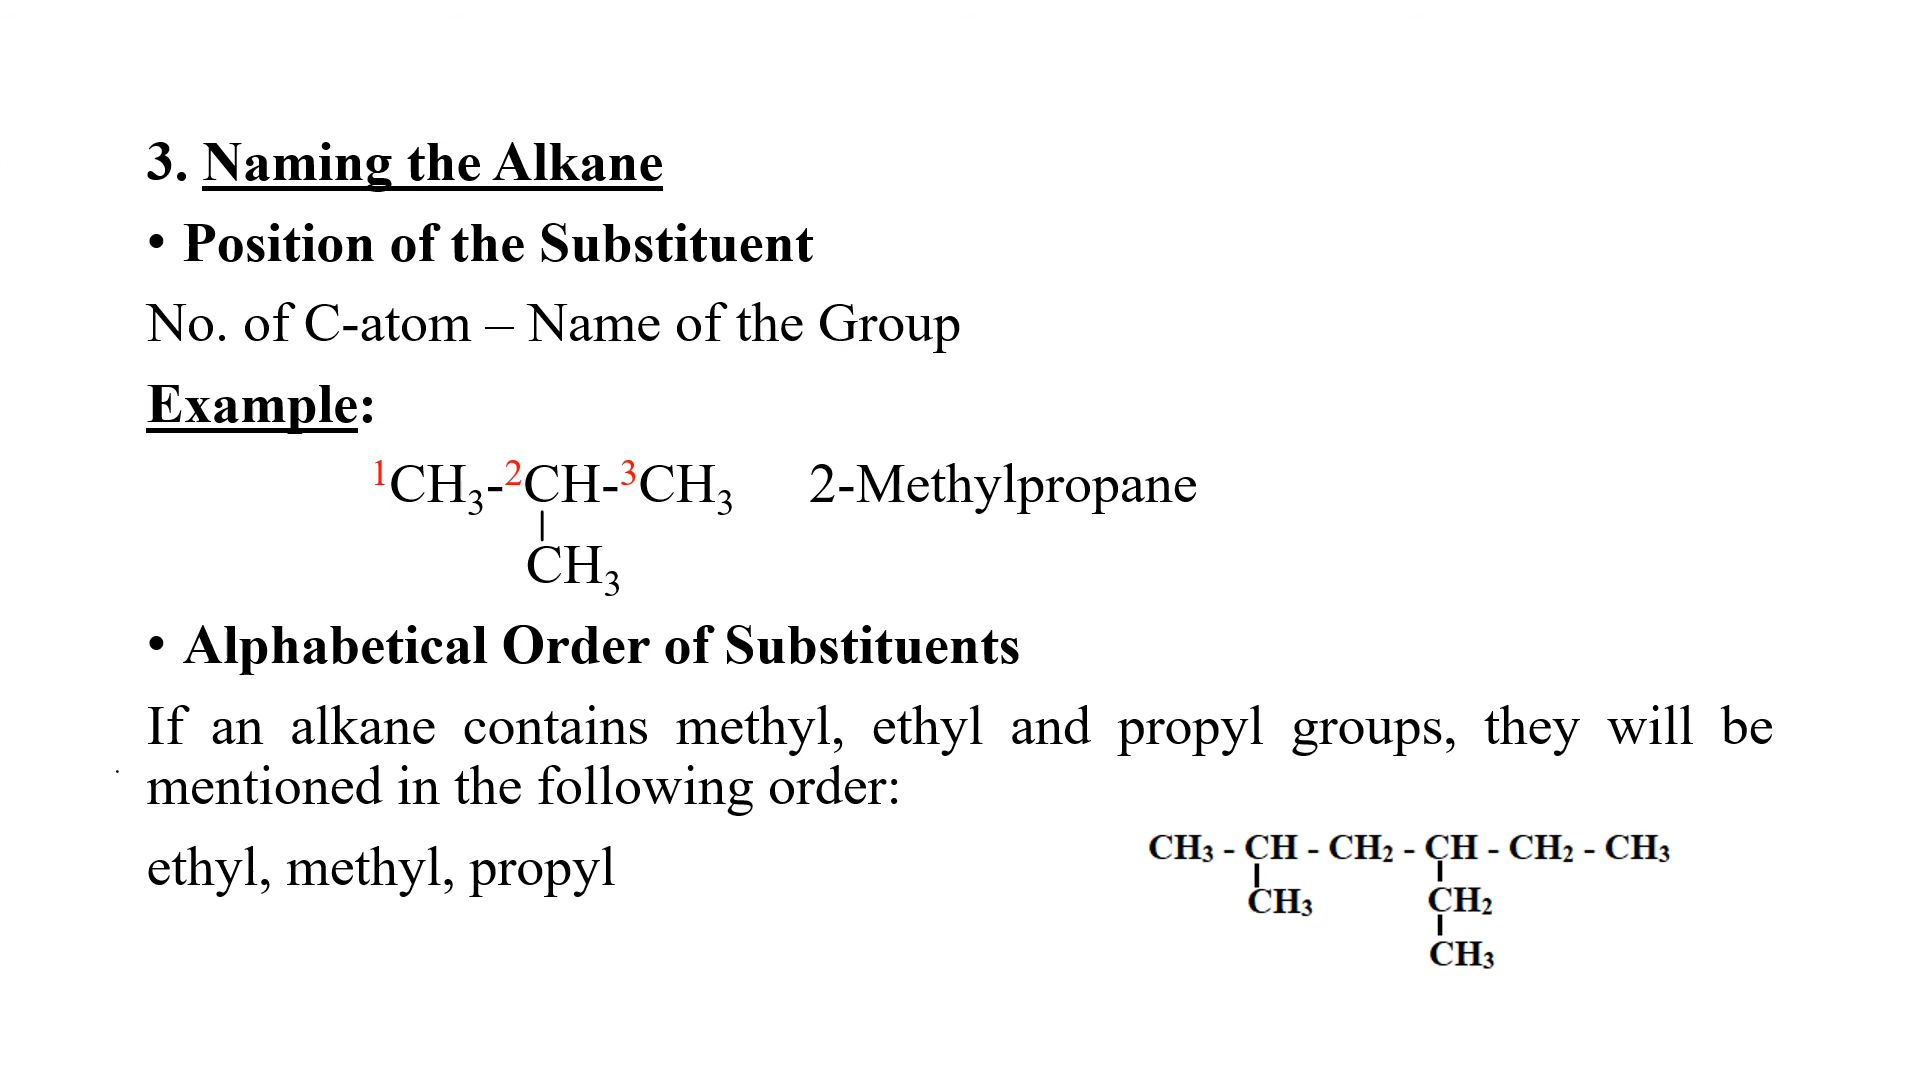 3. Naming the Alkane
• Position of the Substituent
No. of C-atom – Name of the Group
Example:
¹CH₃-²CH-³CH₃ 2-Methylpropane
|
CH₃
• Alphabetical Order of Substituents
If an alkane contains methyl, ethyl and propyl groups, they will be
mentioned in the following order:
ethyl, methyl, propyl
CH₃ - CH - CH₂ - CH - CH₂ - CH₃
| |
CH₃ CH₂
|
CH₃